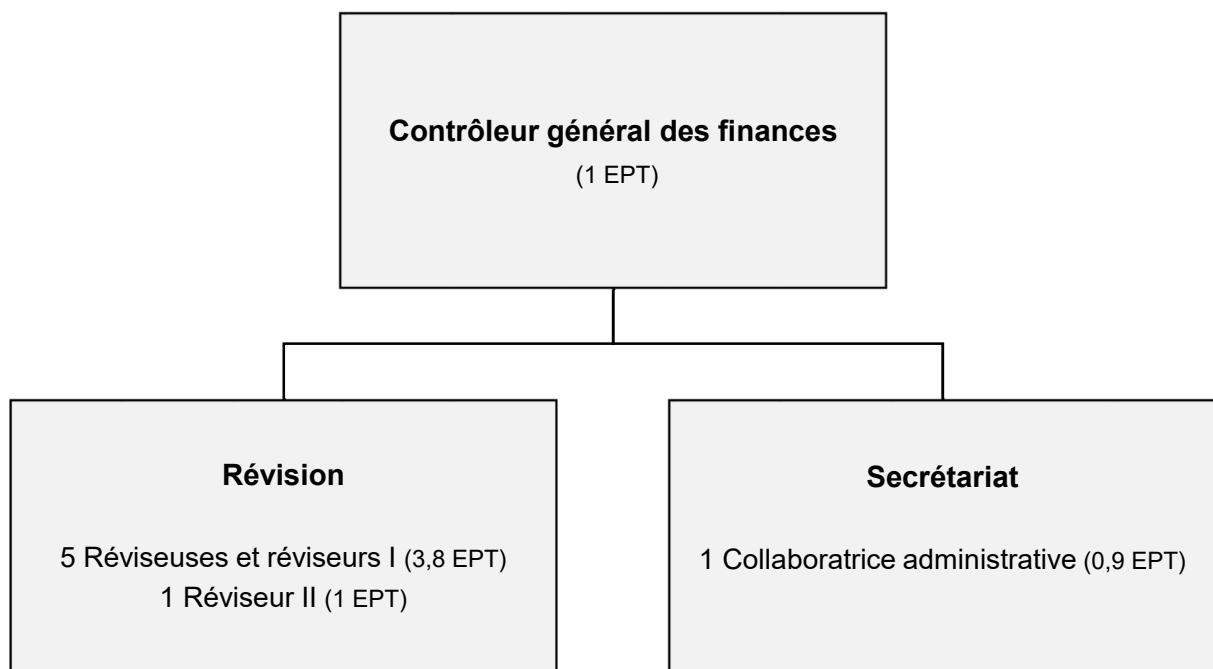 Contrôleur général des finances
(1 EPT)
Révision
5 Réviseuses et réviseurs I (3,8 EPT)
1 Réviseur II (1 EPT)
Secrétariat
1 Collaboratrice administrative (0,9 EPT)